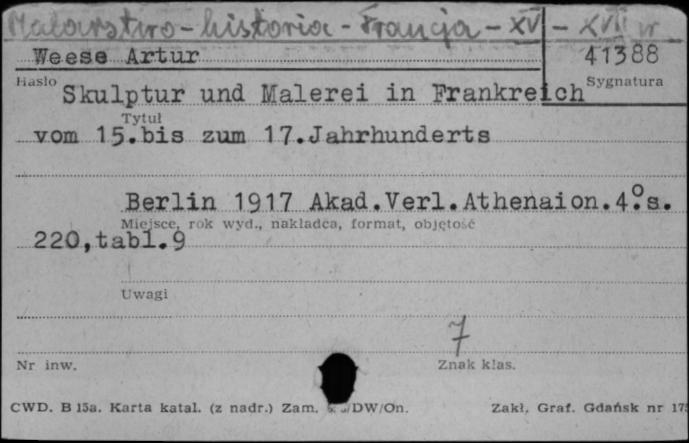 Malarstwo - historia - Francja - XV - XVII w
Weese Artur 41388
Hasło Sygnatura
Skulptur und Malerei in Frankreich
Tytuł
vom 15.bis zum 17.Jahrhunderts
Berlin 1917 Akad.Verl.Athenaion.4°.s.
Miejsce, rok wyd., nakładca, format, objętość
220,tabl.9
Uwagi
7
Nr inw. Znak klas.
CWD. B 15a. Karta katal. (z nadr.) Zam. /DW/On. Zakł. Graf. Gdańsk nr